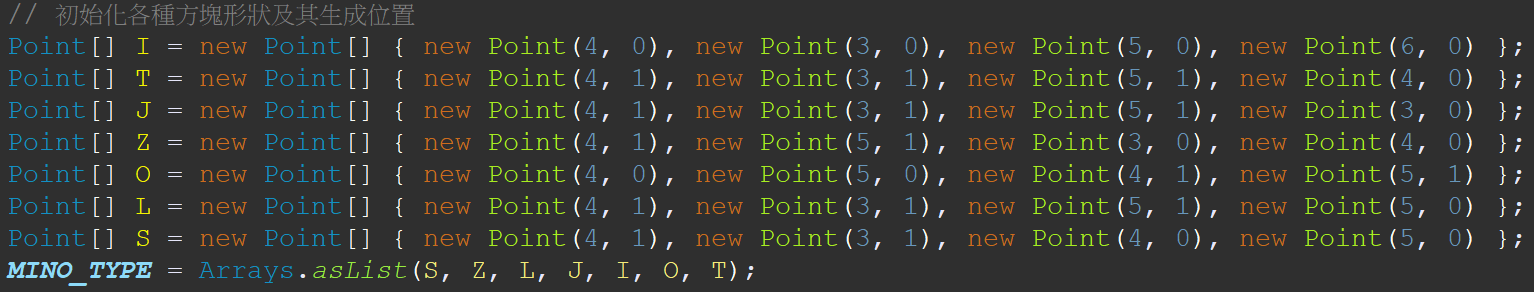 // 初始化各種方塊形狀及其生成位置
Point[] I = new Point[] { new Point(4, 0), new Point(3, 0), new Point(5, 0), new Point(6, 0) };
Point[] T = new Point[] { new Point(4, 1), new Point(3, 1), new Point(5, 1), new Point(4, 0) };
Point[] J = new Point[] { new Point(4, 1), new Point(3, 1), new Point(5, 1), new Point(3, 0) };
Point[] Z = new Point[] { new Point(4, 1), new Point(5, 1), new Point(3, 0), new Point(4, 0) };
Point[] O = new Point[] { new Point(4, 0), new Point(5, 0), new Point(4, 1), new Point(5, 1) };
Point[] L = new Point[] { new Point(4, 1), new Point(3, 1), new Point(5, 1), new Point(5, 0) };
Point[] S = new Point[] { new Point(4, 1), new Point(3, 1), new Point(4, 0), new Point(5, 0) };
MINO_TYPE = Arrays.asList(S, Z, L, J, I, O, T);